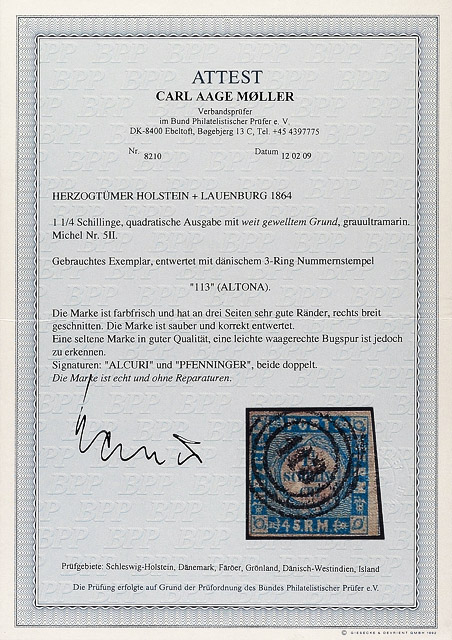 ATTEST
CARL AAGE MØLLER
Verbandsprüfer
im Bund Philatelistischer Prüfer e. V.
DK-8400 Ebeltoft, Bøgebjerg 13 C, Tel. +45 4397775
Nr. 8210 Datum 12 02 09
HERZOGTÜMER HOLSTEIN + LAUENBURG 1864
1 1/4 Schillinge, quadratische Ausgabe mit weit gewelltem Grund, grauultramarin.
Michel Nr. 5II.
Gebrauchtes Exemplar, entwertet mit dänischem 3-Ring Nummernstempel
"113" (ALTONA).
Die Marke ist farbfrisch und hat an drei Seiten sehr gute Ränder, rechts breit
geschnitten. Die Marke ist sauber und korrekt entwertet.
Eine seltene Marke in guter Qualität, eine leichte waagerechte Bugspur ist jedoch
zu erkennen.
Signaturen: "ALCURI" und "PFENNINGER", beide doppelt.
Die Marke ist echt und ohne Reparaturen.
POST
4 S.R.M
Prüfgebiete: Schleswig-Holstein, Dänemark, Färöer, Grönland, Dänisch-Westindien, Island
Die Prüfung erfolgte auf Grund der Prüfordnung des Bundes Philatelistischer Prüfer e.V.